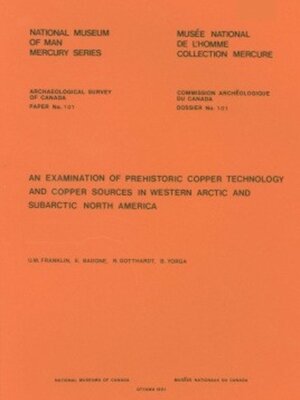 NATIONAL MUSEUM
OF MAN
MERCURY SERIES
MUSÉE NATIONAL
DE L'HOMME
COLLECTION MERCURE
ARCHAEOLOGICAL SURVEY
OF CANADA
PAPER No. 101
COMMISSION ARCHÉOLOGIQUE
DU CANADA
DOSSIER No. 101
AN EXAMINATION OF PREHISTORIC COPPER TECHNOLOGY
AND COPPER SOURCES IN WESTERN ARCTIC AND
SUBARCTIC NORTH AMERICA
U.M. FRANKLIN, E. BADONE, R. GOTTHARDT, B. YORGA
NATIONAL MUSEUMS OF CANADA
MUSÉES NATIONAUX DU CANADA
OTTAWA